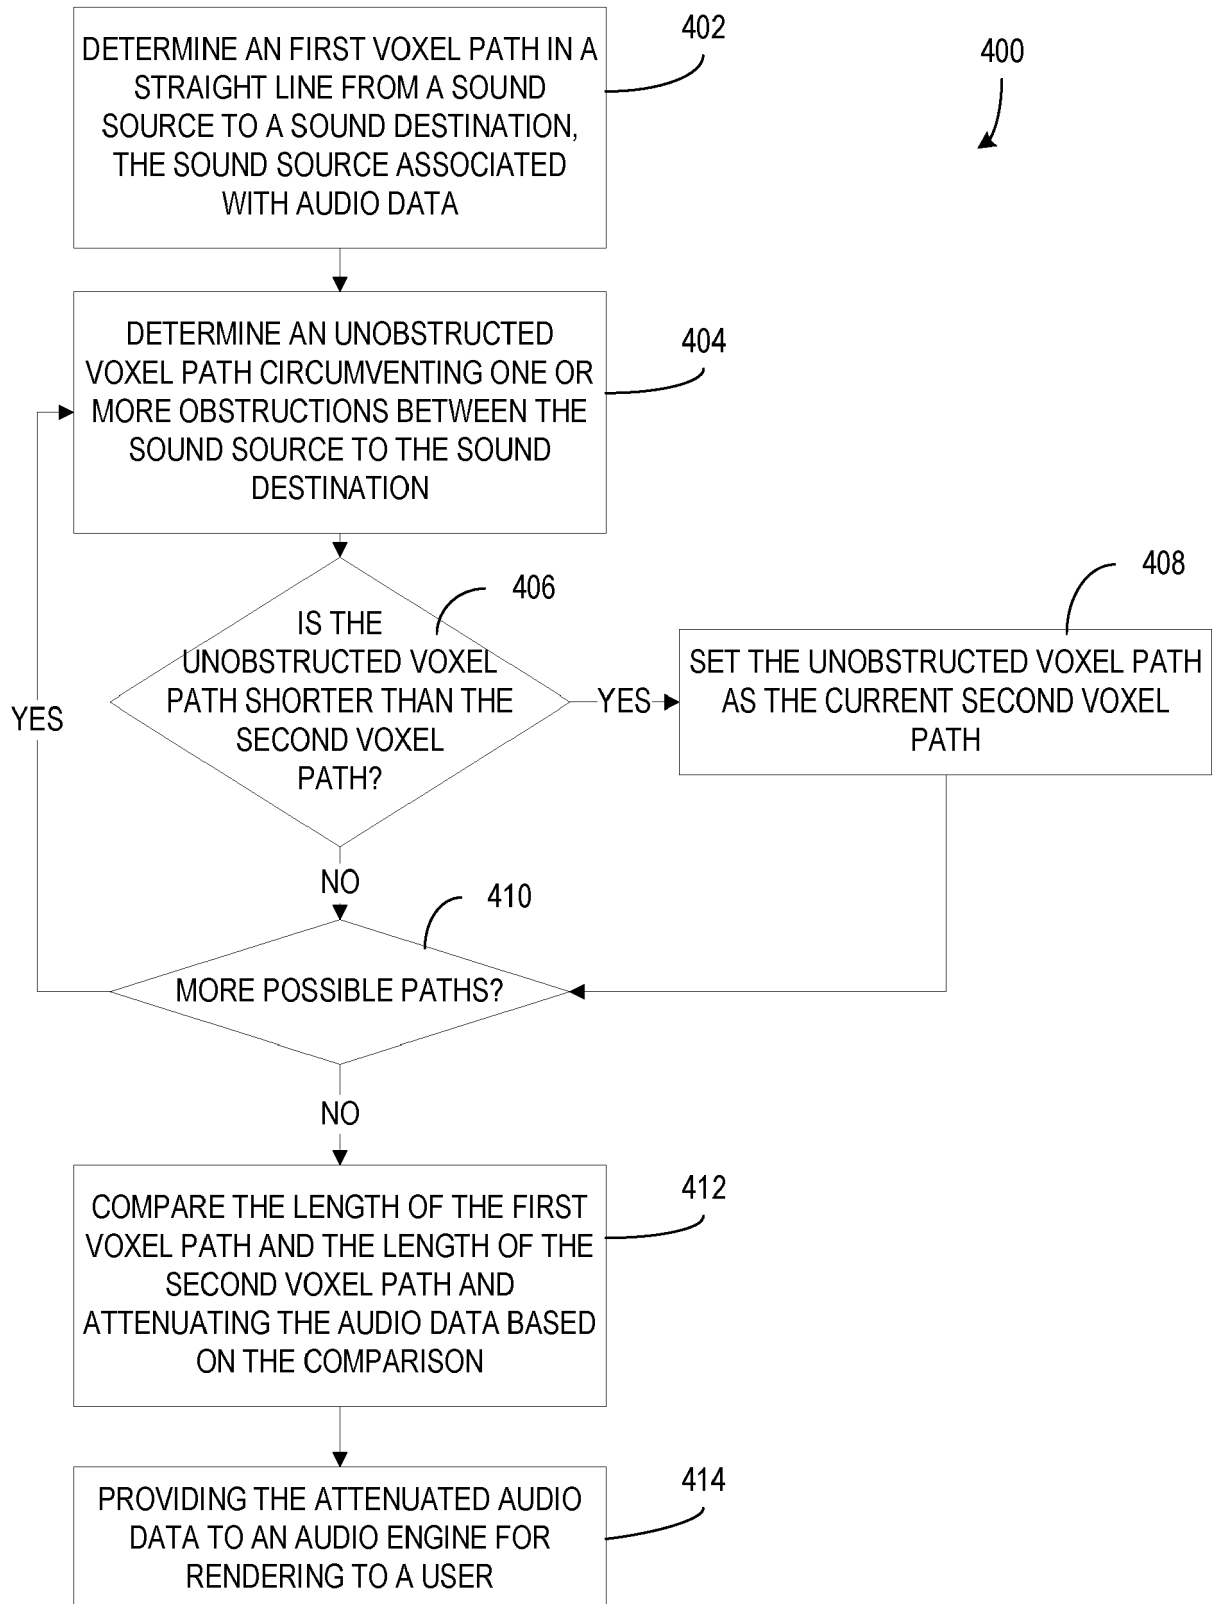 402
DETERMINE AN FIRST VOXEL PATH IN A
STRAIGHT LINE FROM A SOUND
SOURCE TO A SOUND DESTINATION,
THE SOUND SOURCE ASSOCIATED
WITH AUDIO DATA
400
404
DETERMINE AN UNOBSTRUCTED
VOXEL PATH CIRCUMVENTING ONE OR
MORE OBSTRUCTIONS BETWEEN THE
SOUND SOURCE TO THE SOUND
DESTINATION
406
IS THE
UNOBSTRUCTED VOXEL
PATH SHORTER THAN THE
SECOND VOXEL
PATH?
YES
408
SET THE UNOBSTRUCTED VOXEL PATH
AS THE CURRENT SECOND VOXEL
PATH
YES
NO
410
MORE POSSIBLE PATHS?
NO
412
COMPARE THE LENGTH OF THE FIRST
VOXEL PATH AND THE LENGTH OF THE
SECOND VOXEL PATH AND
ATTENUATING THE AUDIO DATA BASED
ON THE COMPARISON
414
PROVIDING THE ATTENUATED AUDIO
DATA TO AN AUDIO ENGINE FOR
RENDERING TO A USER